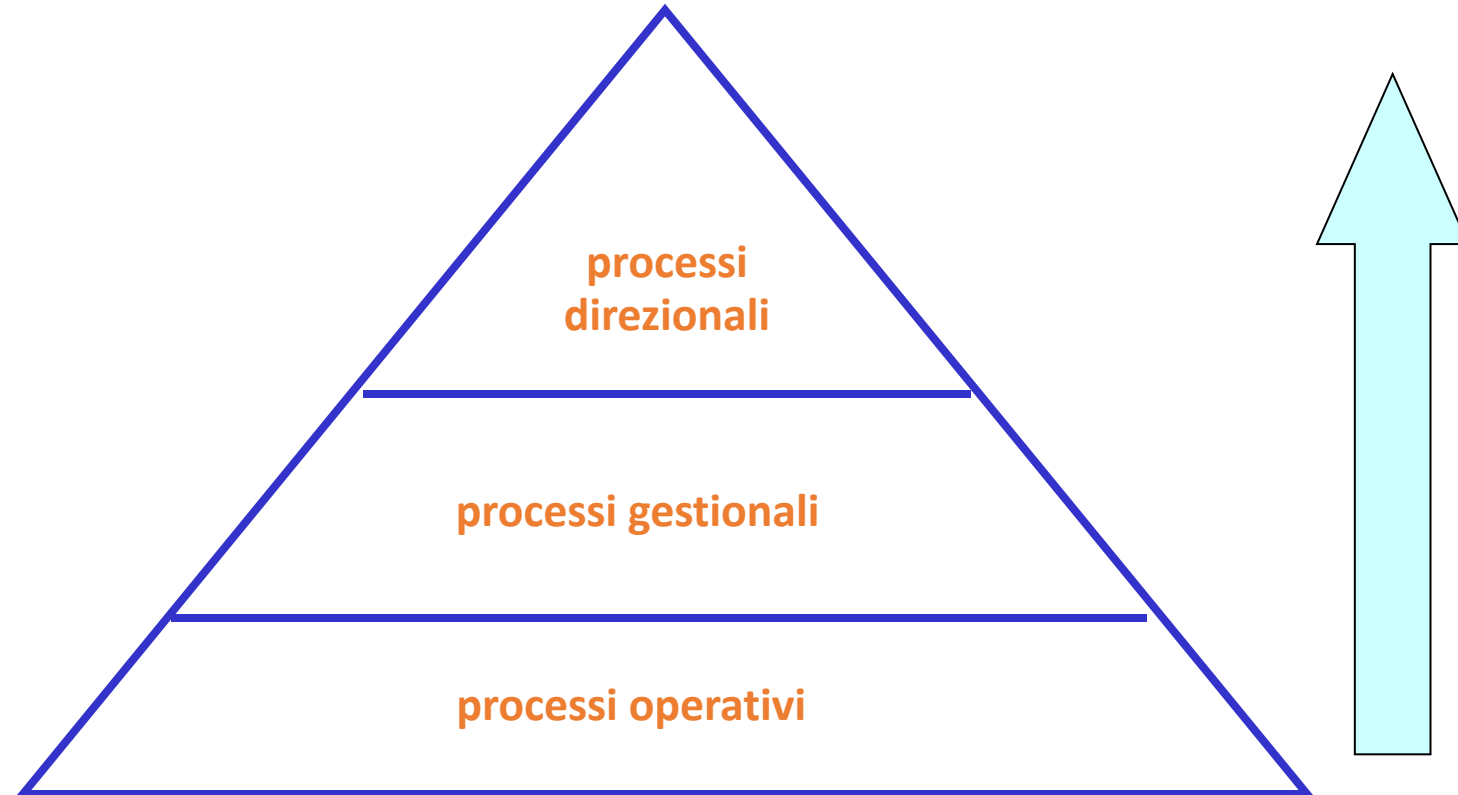 processi
direzionali
processi gestionali
processi operativi